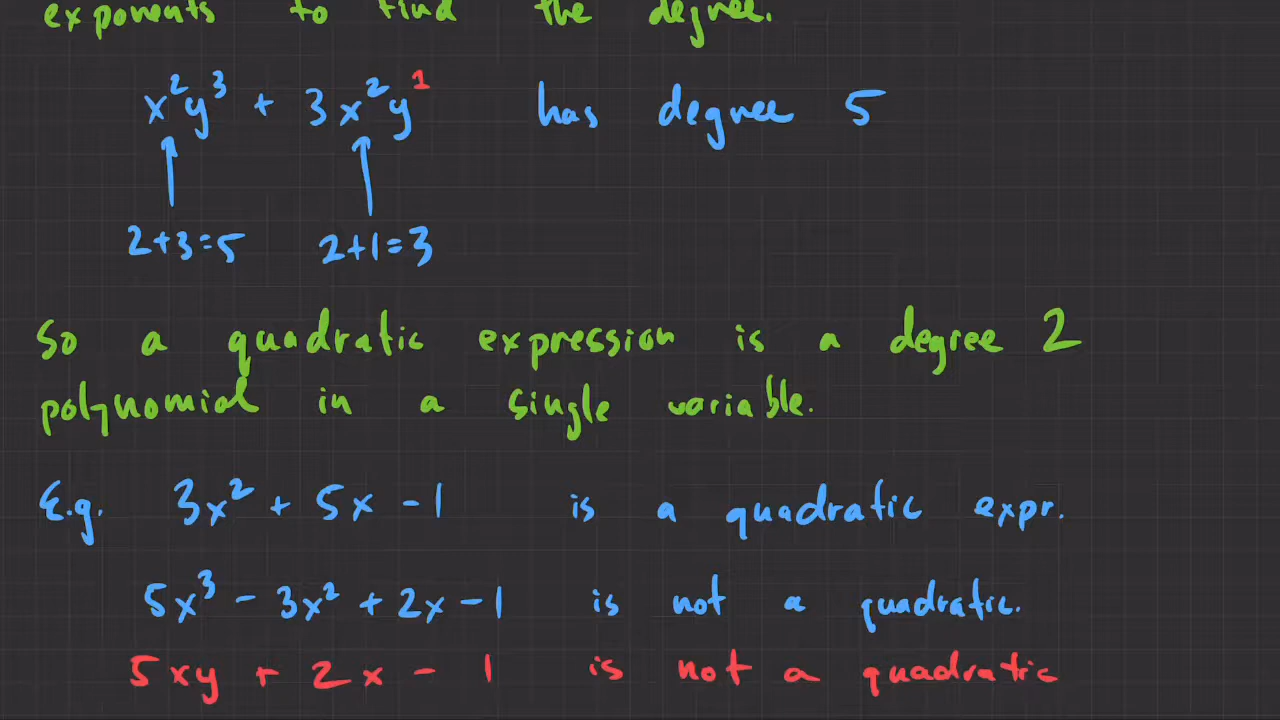 exponents to find the degree.
x²y³ + 3x²y¹ has degree 5
2+3=5 2+1=3
So a quadratic expression is a degree 2
polynomial in a single variable.
E.g. 3x² + 5x - 1 is a quadratic expr.
5x³ - 3x² + 2x - 1 is not a quadratic.
5xy + 2x - 1 is not a quadratic